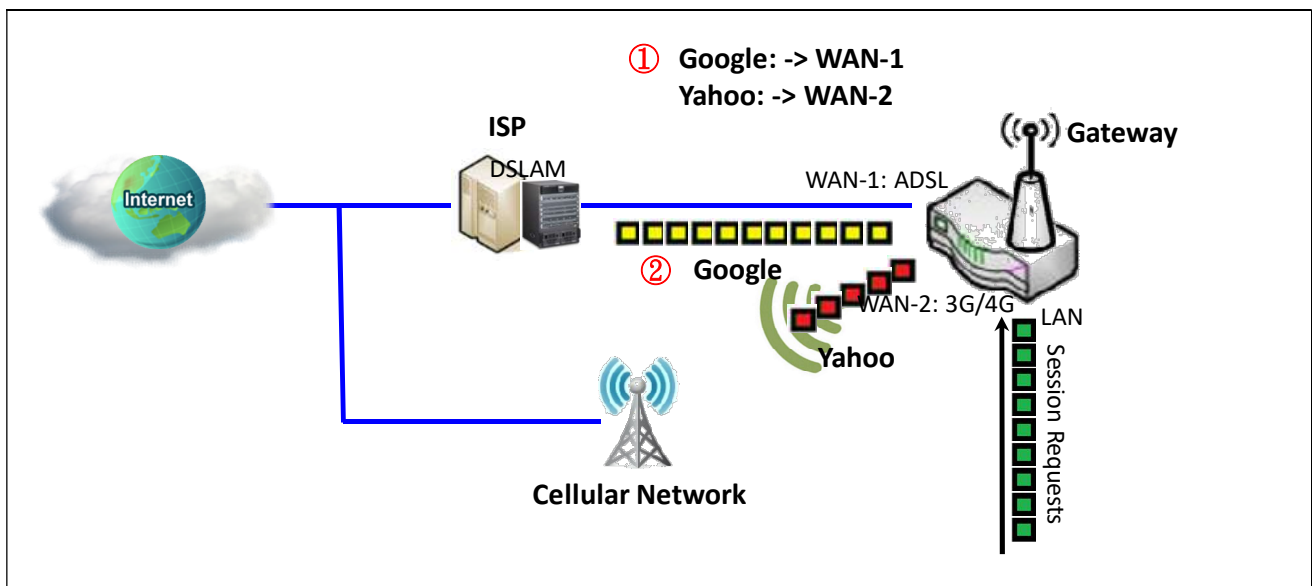 ① Google: -> WAN-1
Yahoo: -> WAN-2
ISP
DSLAM
Gateway
Internet
WAN-1: ADSL
② Google
WAN-2: 3G/4G
LAN
Yahoo
Session Requests
Cellular Network